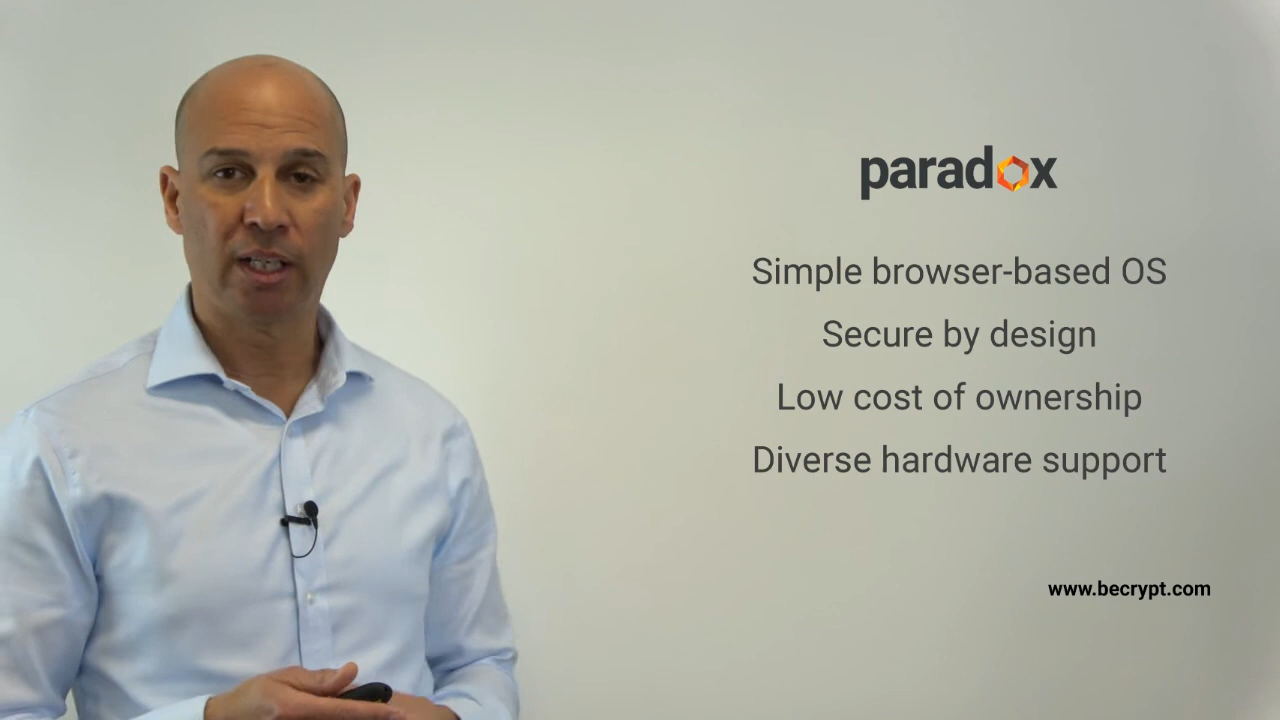 paradox
Simple browser-based OS
Secure by design
Low cost of ownership
Diverse hardware support
www.becrypt.com